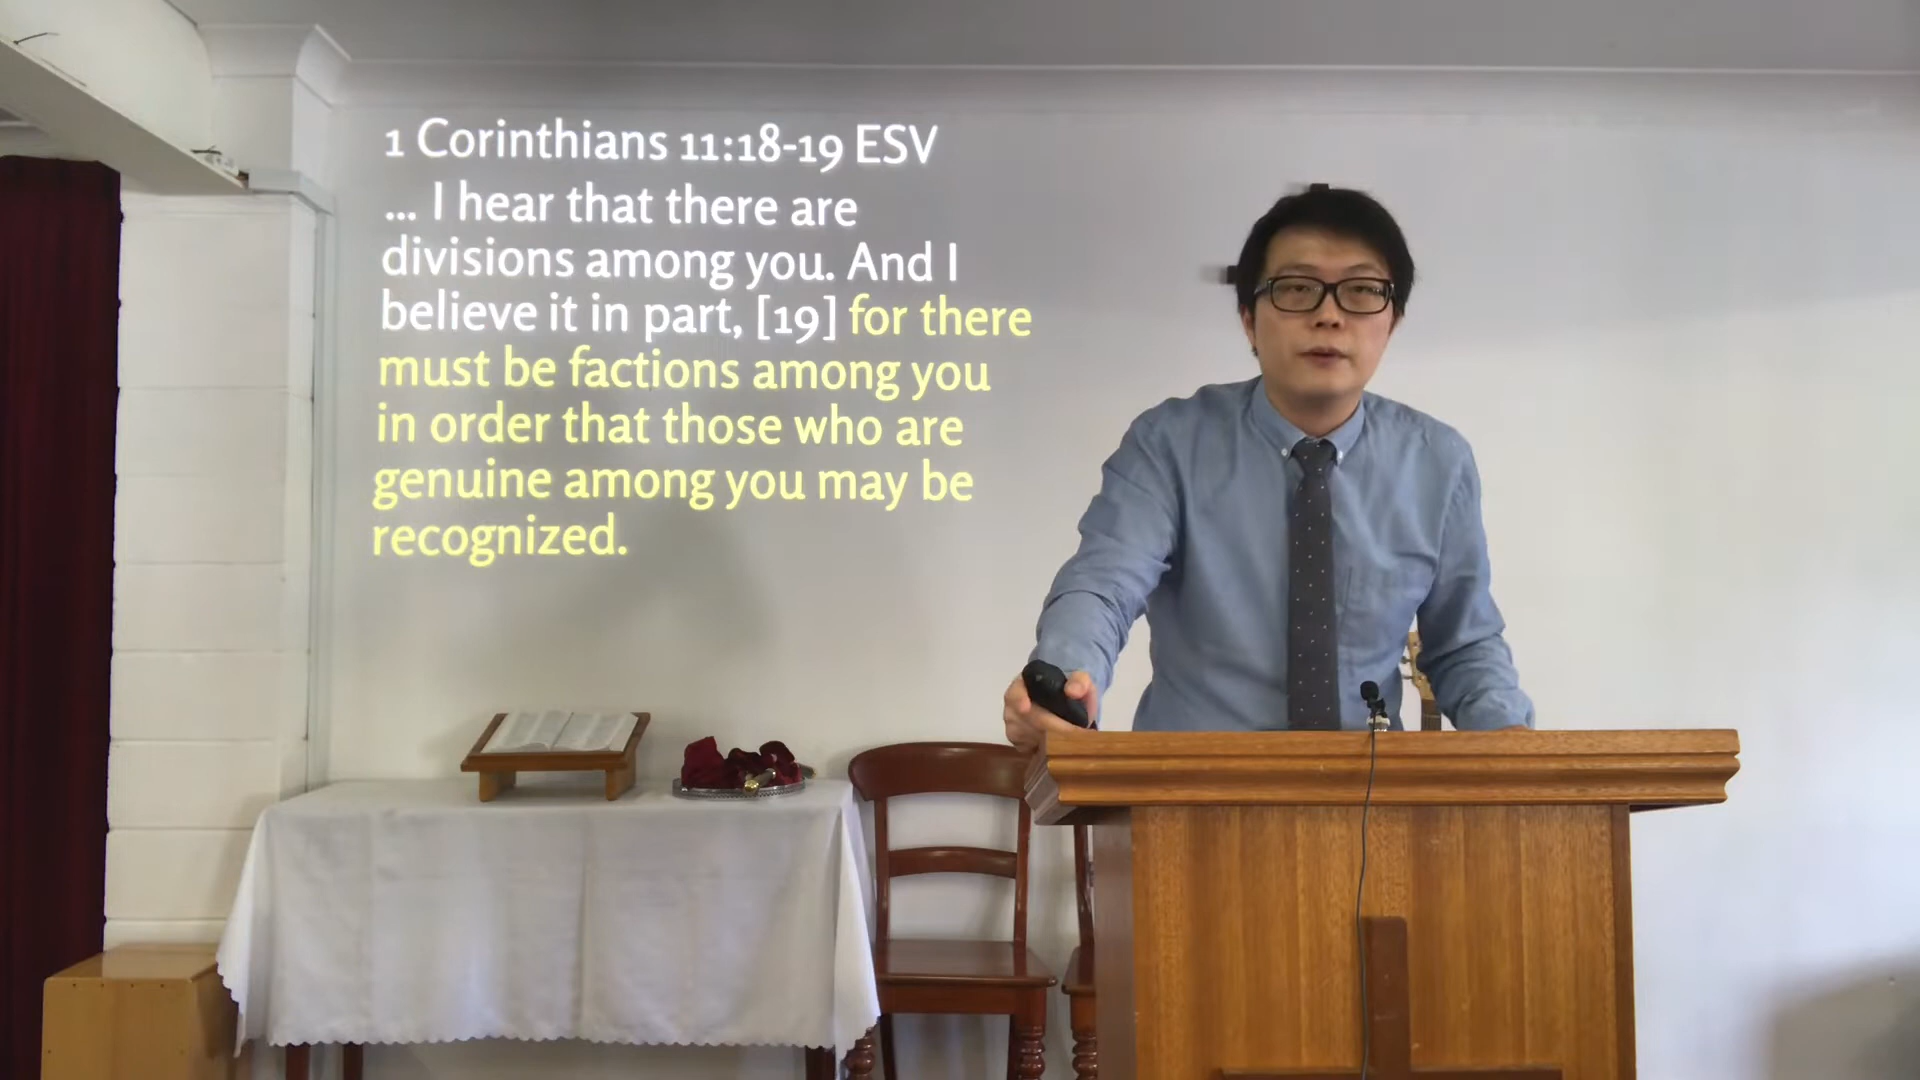 1 Corinthians 11:18-19 ESV
... I hear that there are
divisions among you. And I
believe it in part, [19] for there
must be factions among you
in order that those who are
genuine among you may be
recognized.